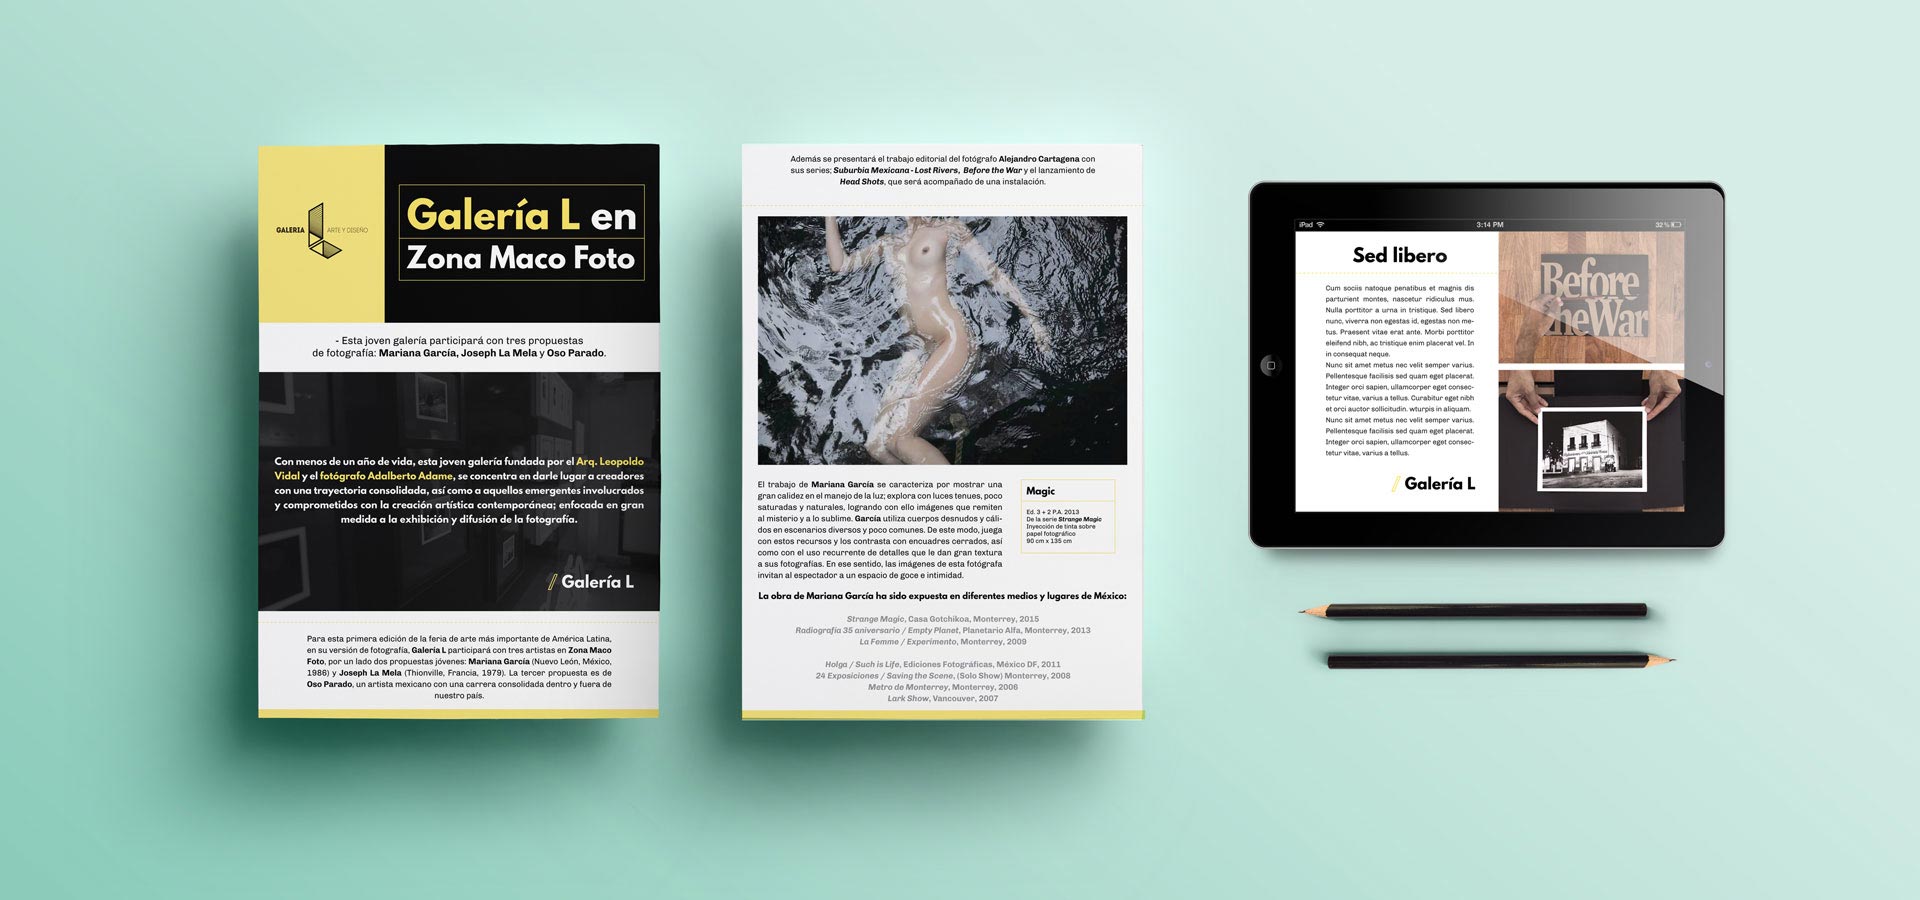 GALERIA
ARTE Y DISEÑO
Galería L en
Zona Maco Foto
- Esta joven galería participará con tres propuestas
de fotografía: Mariana García, Joseph La Mela y Oso Parado.
Con menos de un año de vida, esta joven galería fundada por el Arq. Leopoldo
Vidal y el fotógrafo Adalberto Adame, se concentra en darle lugar a creadores
con una trayectoria consolidada, así como a aquellos emergentes involucrados
y comprometidos con la creación artística contemporánea; enfocada en gran
medida a la exhibición y difusión de la fotografía.
// Galería L
Para esta primera edición de la feria de arte más importante de América Latina,
en su versión de fotografía, Galería L participará con tres artistas en Zona Maco
Foto, por un lado dos propuestas jóvenes: Mariana García (Nuevo León, México,
1986) y Joseph La Mela (Thionville, Francia, 1979). La tercer propuesta es de
Oso Parado, un artista mexicano con una carrera consolidada dentro y fuera de
nuestro país.
Además se presentará el trabajo editorial del fotógrafo Alejandro Cartagena con
sus series; Suburbia Mexicana - Lost Rivers, Before the War y el lanzamiento de
Head Shots, que será acompañado de una instalación.
El trabajo de Mariana García se caracteriza por mostrar una
gran calidez en el manejo de la luz; explora con luces tenues, poco
saturadas y naturales, logrando con ello imágenes que remiten
al misterio y a lo sublime. García utiliza cuerpos desnudos y cáli-
dos en escenarios diversos y poco comunes. De este modo, juega
con estos recursos y los contrasta con encuadres cerrados, así
como con el uso recurrente de detalles que le dan gran textura
a sus fotografías. En ese sentido, las imágenes de esta fotógrafa
invitan al espectador a un espacio de goce e intimidad.
Magic
Ed. 3 + 2 P.A. 2013
De la serie Strange Magic
Inyección de tinta sobre
papel fotográfico
90 cm x 135 cm
La obra de Mariana García ha sido expuesta en diferentes medios y lugares de México:
Strange Magic, Casa Gotchikoa, Monterrey, 2015
Radiografía 35 aniversario / Empty Planet, Planetario Alfa, Monterrey, 2013
La Femme / Experimento, Monterrey, 2009
Holga / Such is Life, Ediciones Fotográficas, México DF, 2011
24 Exposiciones / Saving the Scene, (Solo Show) Monterrey, 2008
Metro de Monterrey, Monterrey, 2006
Lark Show, Vancouver, 2007
iPad
3:14 PM
32%
Sed libero
Cum sociis natoque penatibus et magnis dis
parturient montes, nascetur ridiculus mus.
Nulla porttitor a urna in tristique. Sed libero
nunc, viverra non egestas id, egestas non me-
tus. Praesent vitae erat ante. Morbi porttitor
eleifend nibh, ac tristique enim placerat vel. In
in consequat neque.
Nunc sit amet metus nec velit semper varius.
Pellentesque facilisis sed quam eget placerat.
Integer orci sapien, ullamcorper eget consec-
tetur vitae, varius a tellus. Curabitur eget nibh
et orci auctor sollicitudin. wturpis in aliquam.
Nunc sit amet metus nec velit semper varius.
Pellentesque facilisis sed quam eget placerat.
Integer orci sapien, ullamcorper eget consec-
tetur vitae, varius a tellus.
// Galería L
Before
theWar